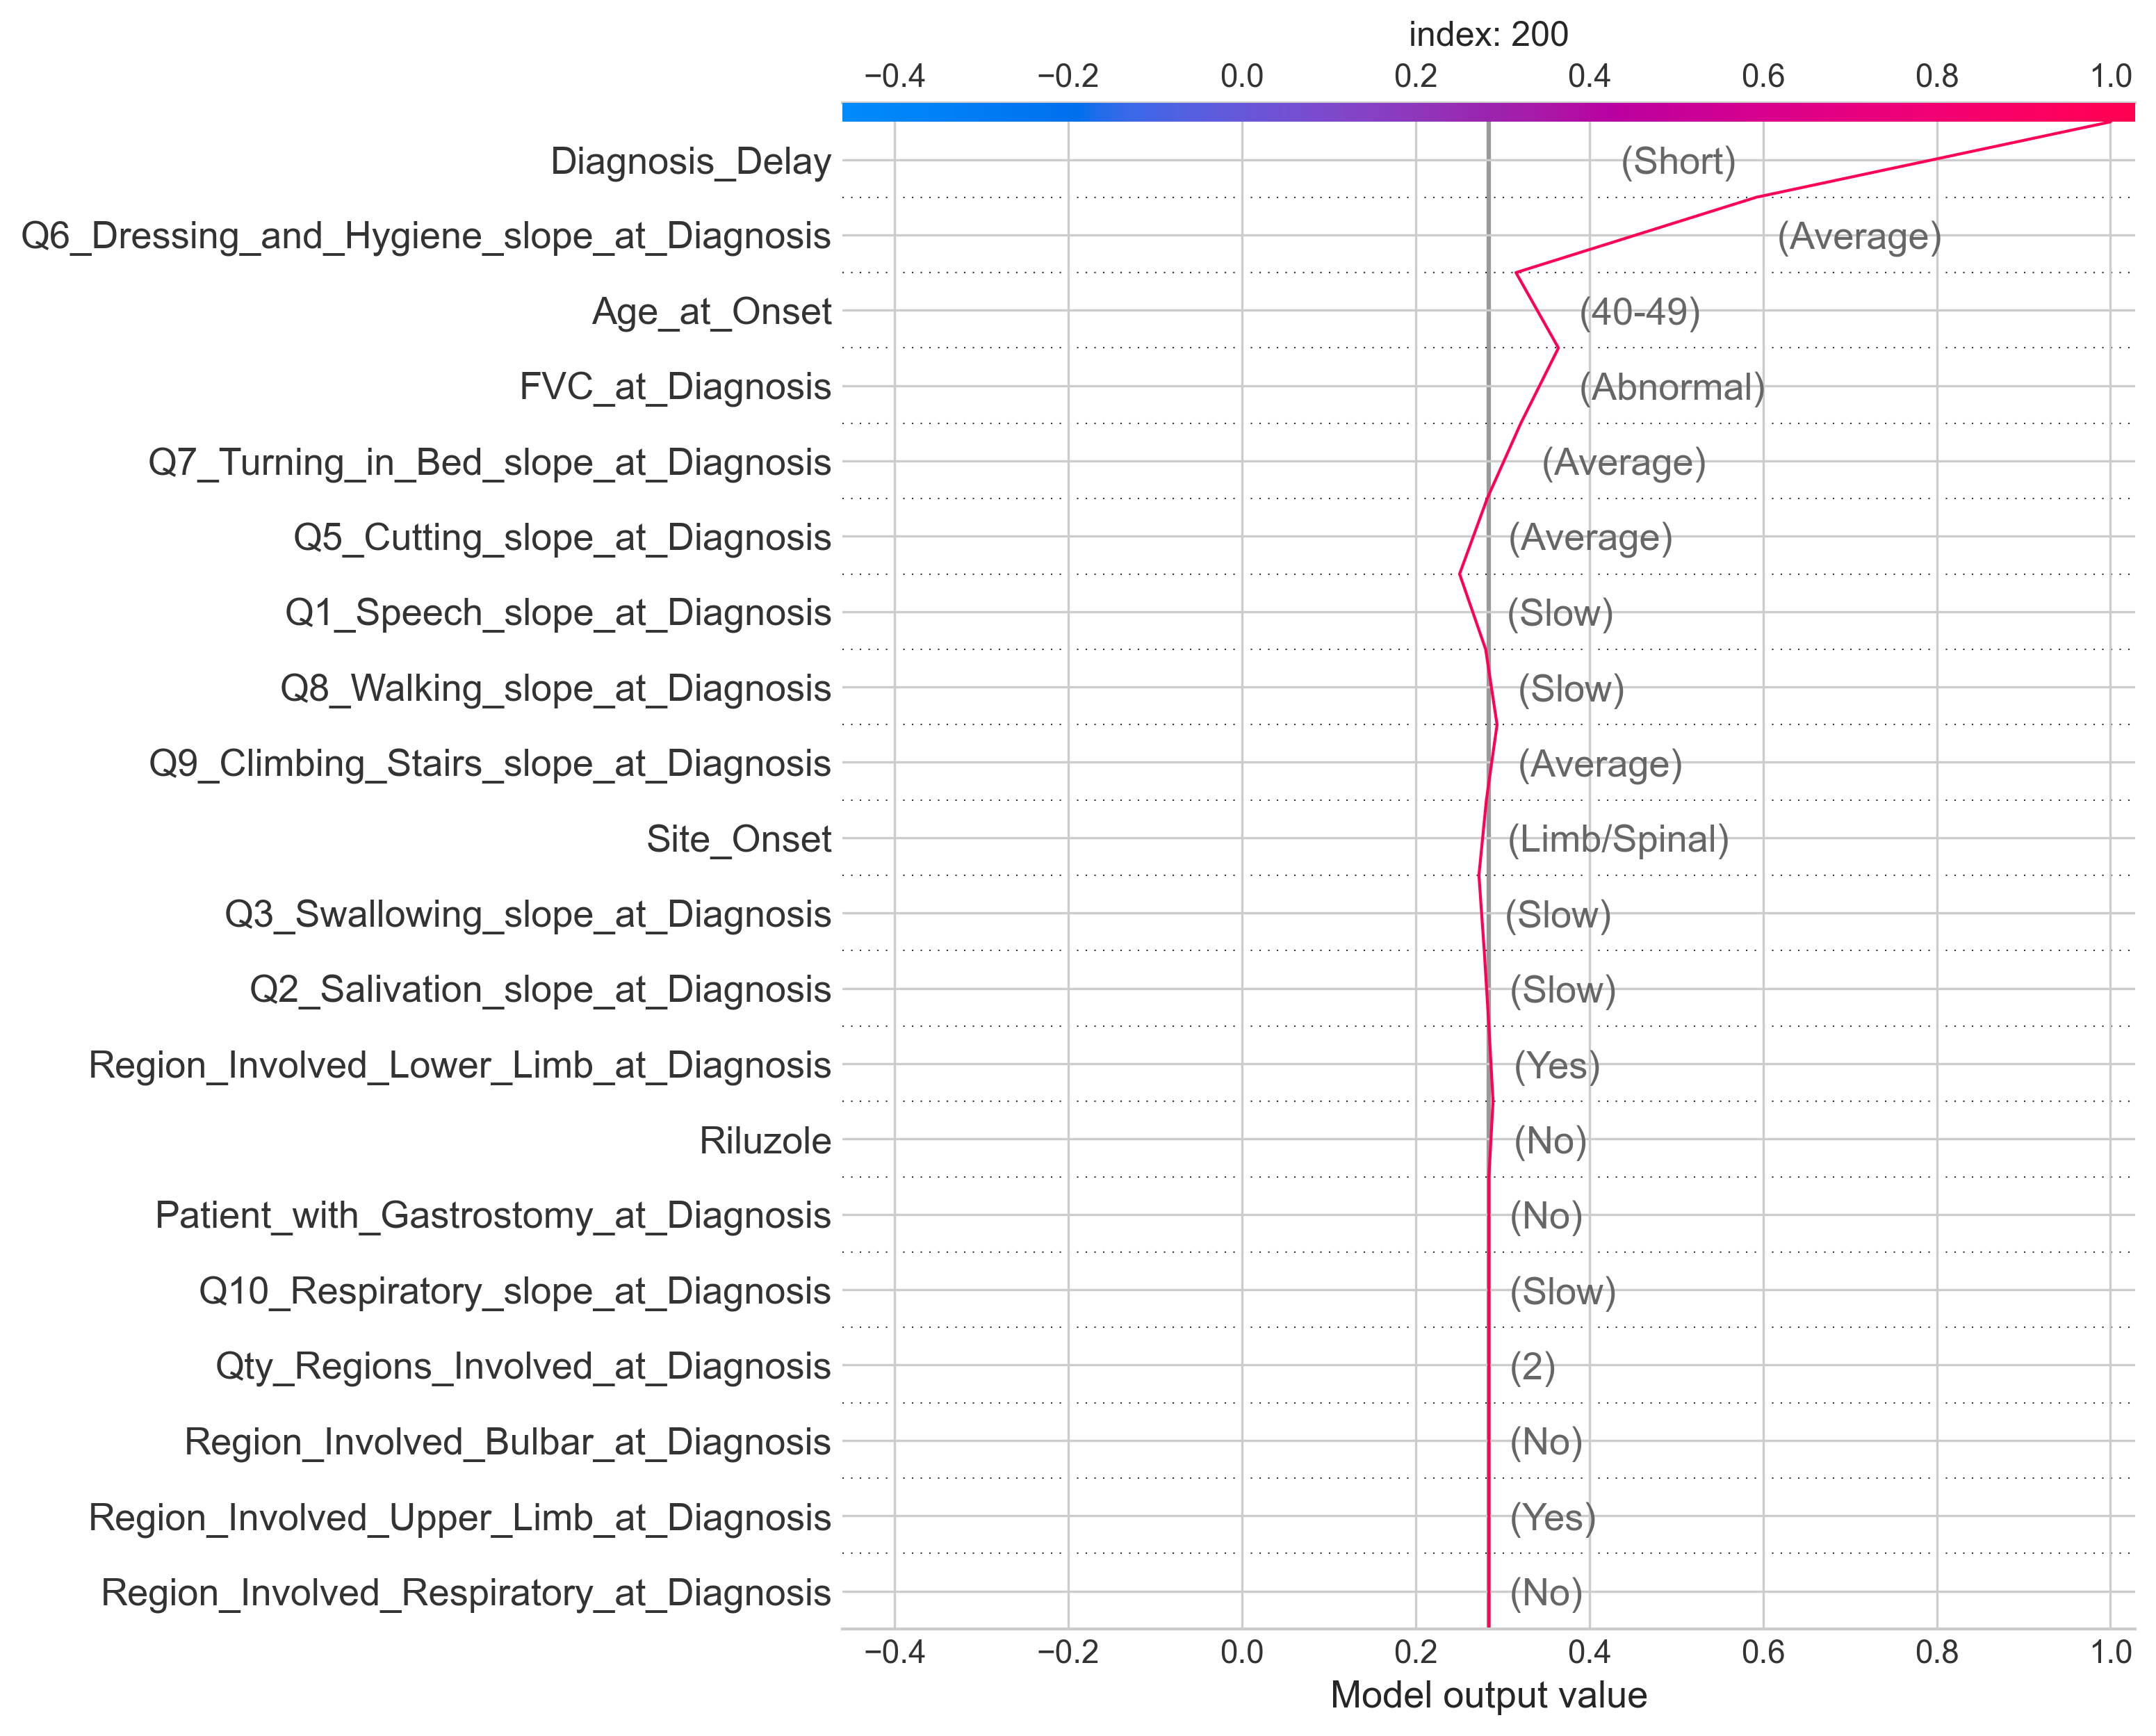 index: 200
−0.4 −0.2 0.0 0.2 0.4 0.6 0.8 1.0
Diagnosis_Delay (Short)
Q6_Dressing_and_Hygiene_slope_at_Diagnosis (Average)
Age_at_Onset (40-49)
FVC_at_Diagnosis (Abnormal)
Q7_Turning_in_Bed_slope_at_Diagnosis (Average)
Q5_Cutting_slope_at_Diagnosis (Average)
Q1_Speech_slope_at_Diagnosis (Slow)
Q8_Walking_slope_at_Diagnosis (Slow)
Q9_Climbing_Stairs_slope_at_Diagnosis (Average)
Site_Onset (Limb/Spinal)
Q3_Swallowing_slope_at_Diagnosis (Slow)
Q2_Salivation_slope_at_Diagnosis (Slow)
Region_Involved_Lower_Limb_at_Diagnosis (Yes)
Riluzole (No)
Patient_with_Gastrostomy_at_Diagnosis (No)
Q10_Respiratory_slope_at_Diagnosis (Slow)
Qty_Regions_Involved_at_Diagnosis (2)
Region_Involved_Bulbar_at_Diagnosis (No)
Region_Involved_Upper_Limb_at_Diagnosis (Yes)
Region_Involved_Respiratory_at_Diagnosis (No)
−0.4 −0.2 0.0 0.2 0.4 0.6 0.8 1.0
Model output value